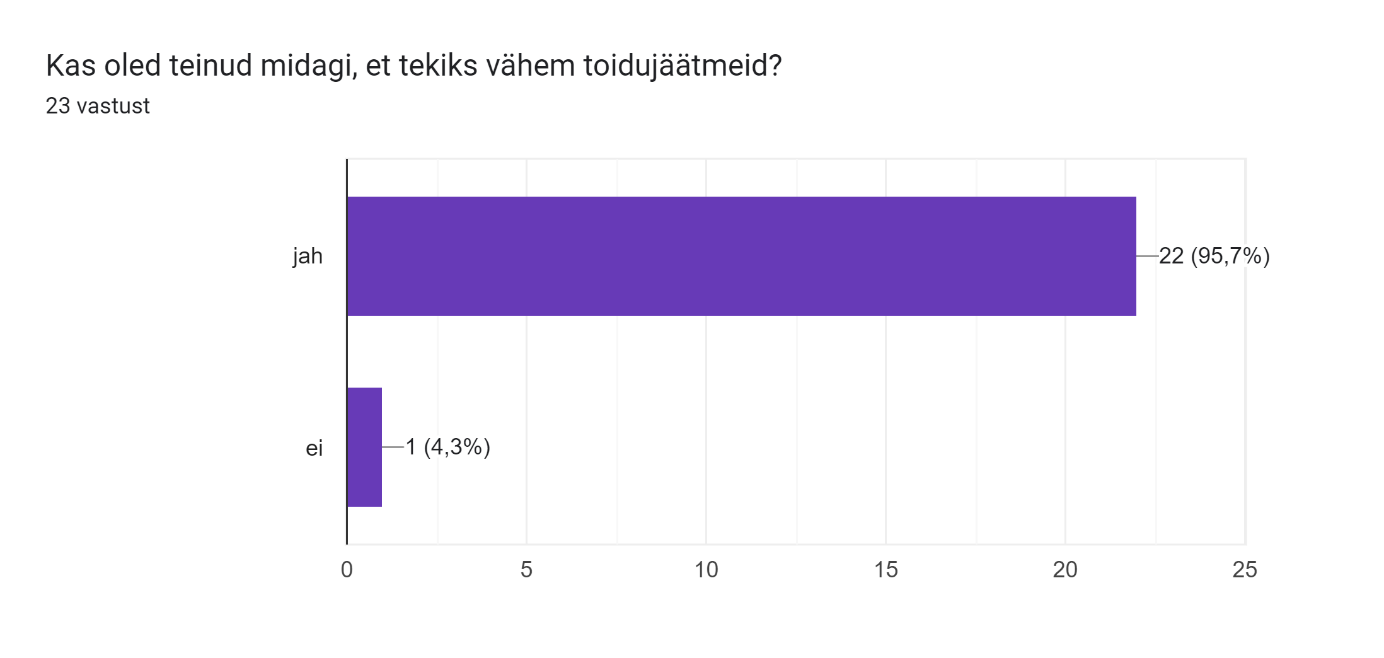 Kas oled teinud midagi, et tekiks vähem toidujäätmeid?
23 vastust
jah
22 (95,7%)
ei
1 (4,3%)
0 5 10 15 20 25